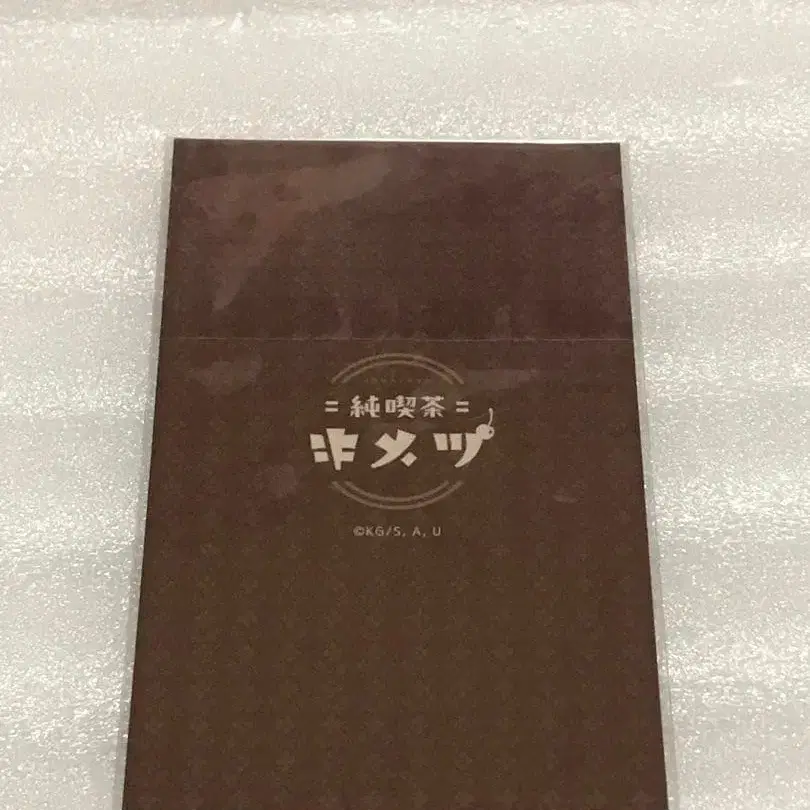 = 純喫茶 =
キメツ
©KG/S, A, U